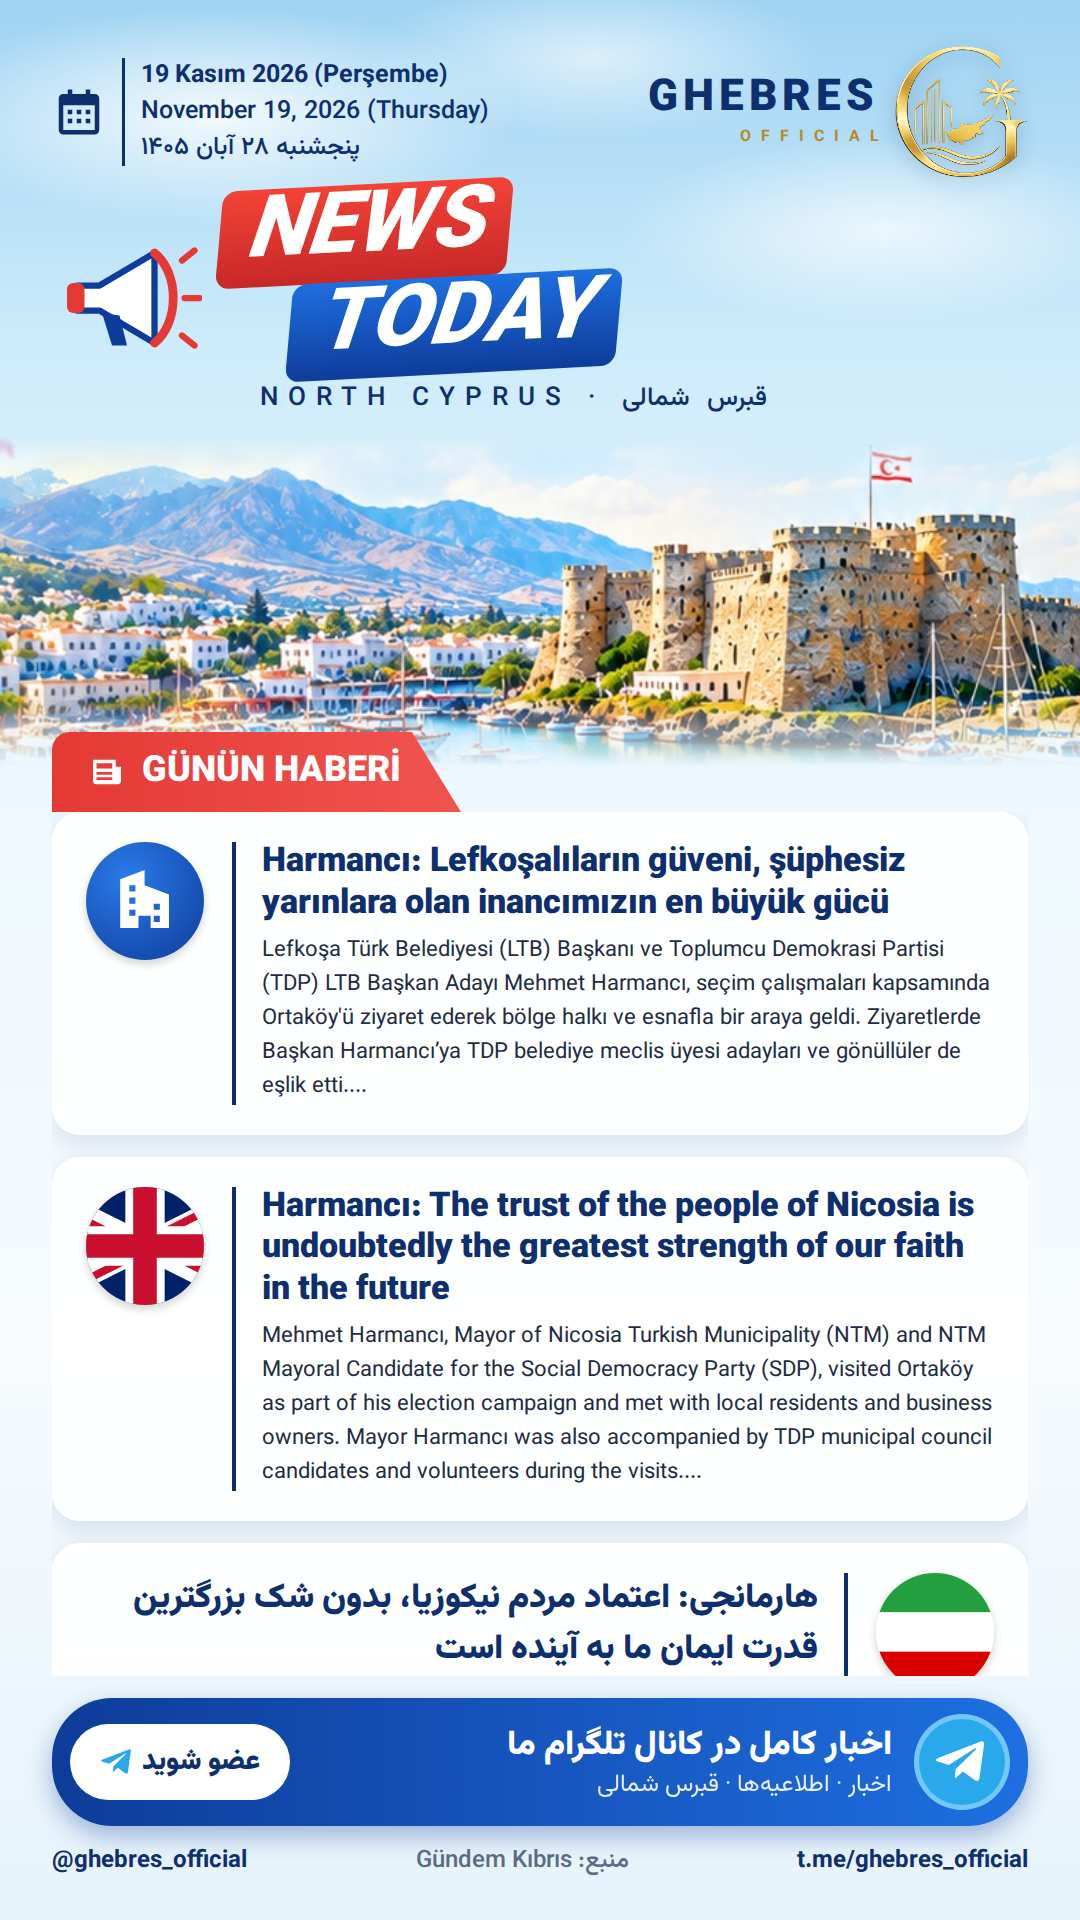 19 Kasım 2026 (Perşembe)
November 19, 2026 (Thursday)
پنجشنبه ۲۸ آبان ۱۴۰۵
GHEBRES
OFFICIAL
NEWS
TODAY
NORTH CYPRUS · قبرس شمالی
GÜNÜN HABERİ
Harmancı: Lefkoşalıların güveni, şüphesiz
yarınlara olan inancımızın en büyük gücü
Lefkoşa Türk Belediyesi (LTB) Başkanı ve Toplumcu Demokrasi Partisi
(TDP) LTB Başkan Adayı Mehmet Harmancı, seçim çalışmaları kapsamında
Ortaköy'ü ziyaret ederek bölge halkı ve esnafla bir araya geldi. Ziyaretlerde
Başkan Harmancı’ya TDP belediye meclis üyesi adayları ve gönüllüler de
eşlik etti....
Harmancı: The trust of the people of Nicosia is
undoubtedly the greatest strength of our faith
in the future
Mehmet Harmancı, Mayor of Nicosia Turkish Municipality (NTM) and NTM
Mayoral Candidate for the Social Democracy Party (SDP), visited Ortaköy
as part of his election campaign and met with local residents and business
owners. Mayor Harmancı was also accompanied by TDP municipal council
candidates and volunteers during the visits....
هارمانجی: اعتماد مردم نیکوزیا، بدون شک بزرگترین
قدرت ایمان ما به آینده است
اخبار کامل در کانال تلگرام ما
اخبار · اطلاعیه‌ها · قبرس شمالی
عضو شوید
@ghebres_official
منبع: Gündem Kıbrıs
t.me/ghebres_official